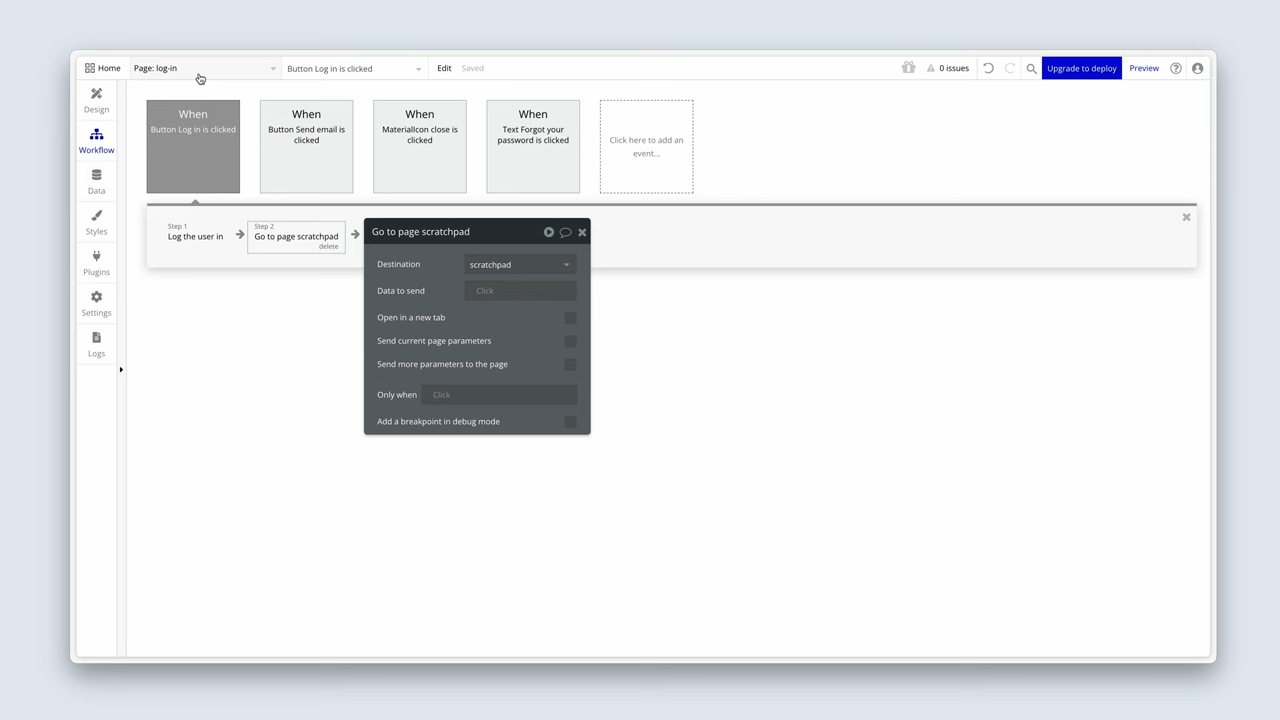 Home
Page: log-in
Button Log in is clicked
Edit
Saved
0 issues
Upgrade to deploy
Preview
Design
Workflow
Data
Styles
Plugins
Settings
Logs
When
Button Log in is clicked
When
Button Send email is
clicked
When
MaterialIcon close is
clicked
When
Text Forgot your
password is clicked
Click here to add an
event...
Step 1
Log the user in
Step 2
Go to page scratchpad
delete
Go to page scratchpad
Destination
scratchpad
Data to send
Click
Open in a new tab
Send current page parameters
Send more parameters to the page
Only when
Click
Add a breakpoint in debug mode